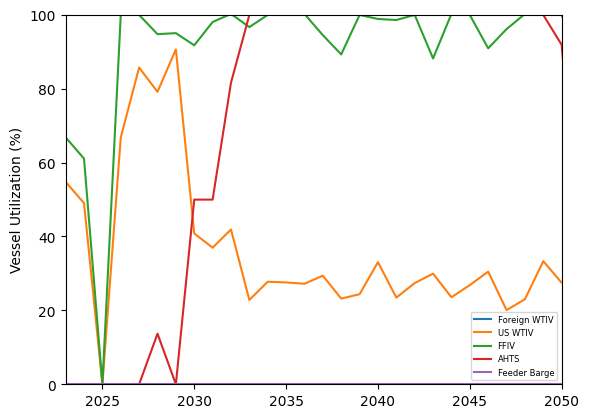 Vessel Utilization (%)
100
80
60
40
20
0
2025 2030 2035 2040 2045 2050
Foreign WTIV
US WTIV
FFIV
AHTS
Feeder Barge